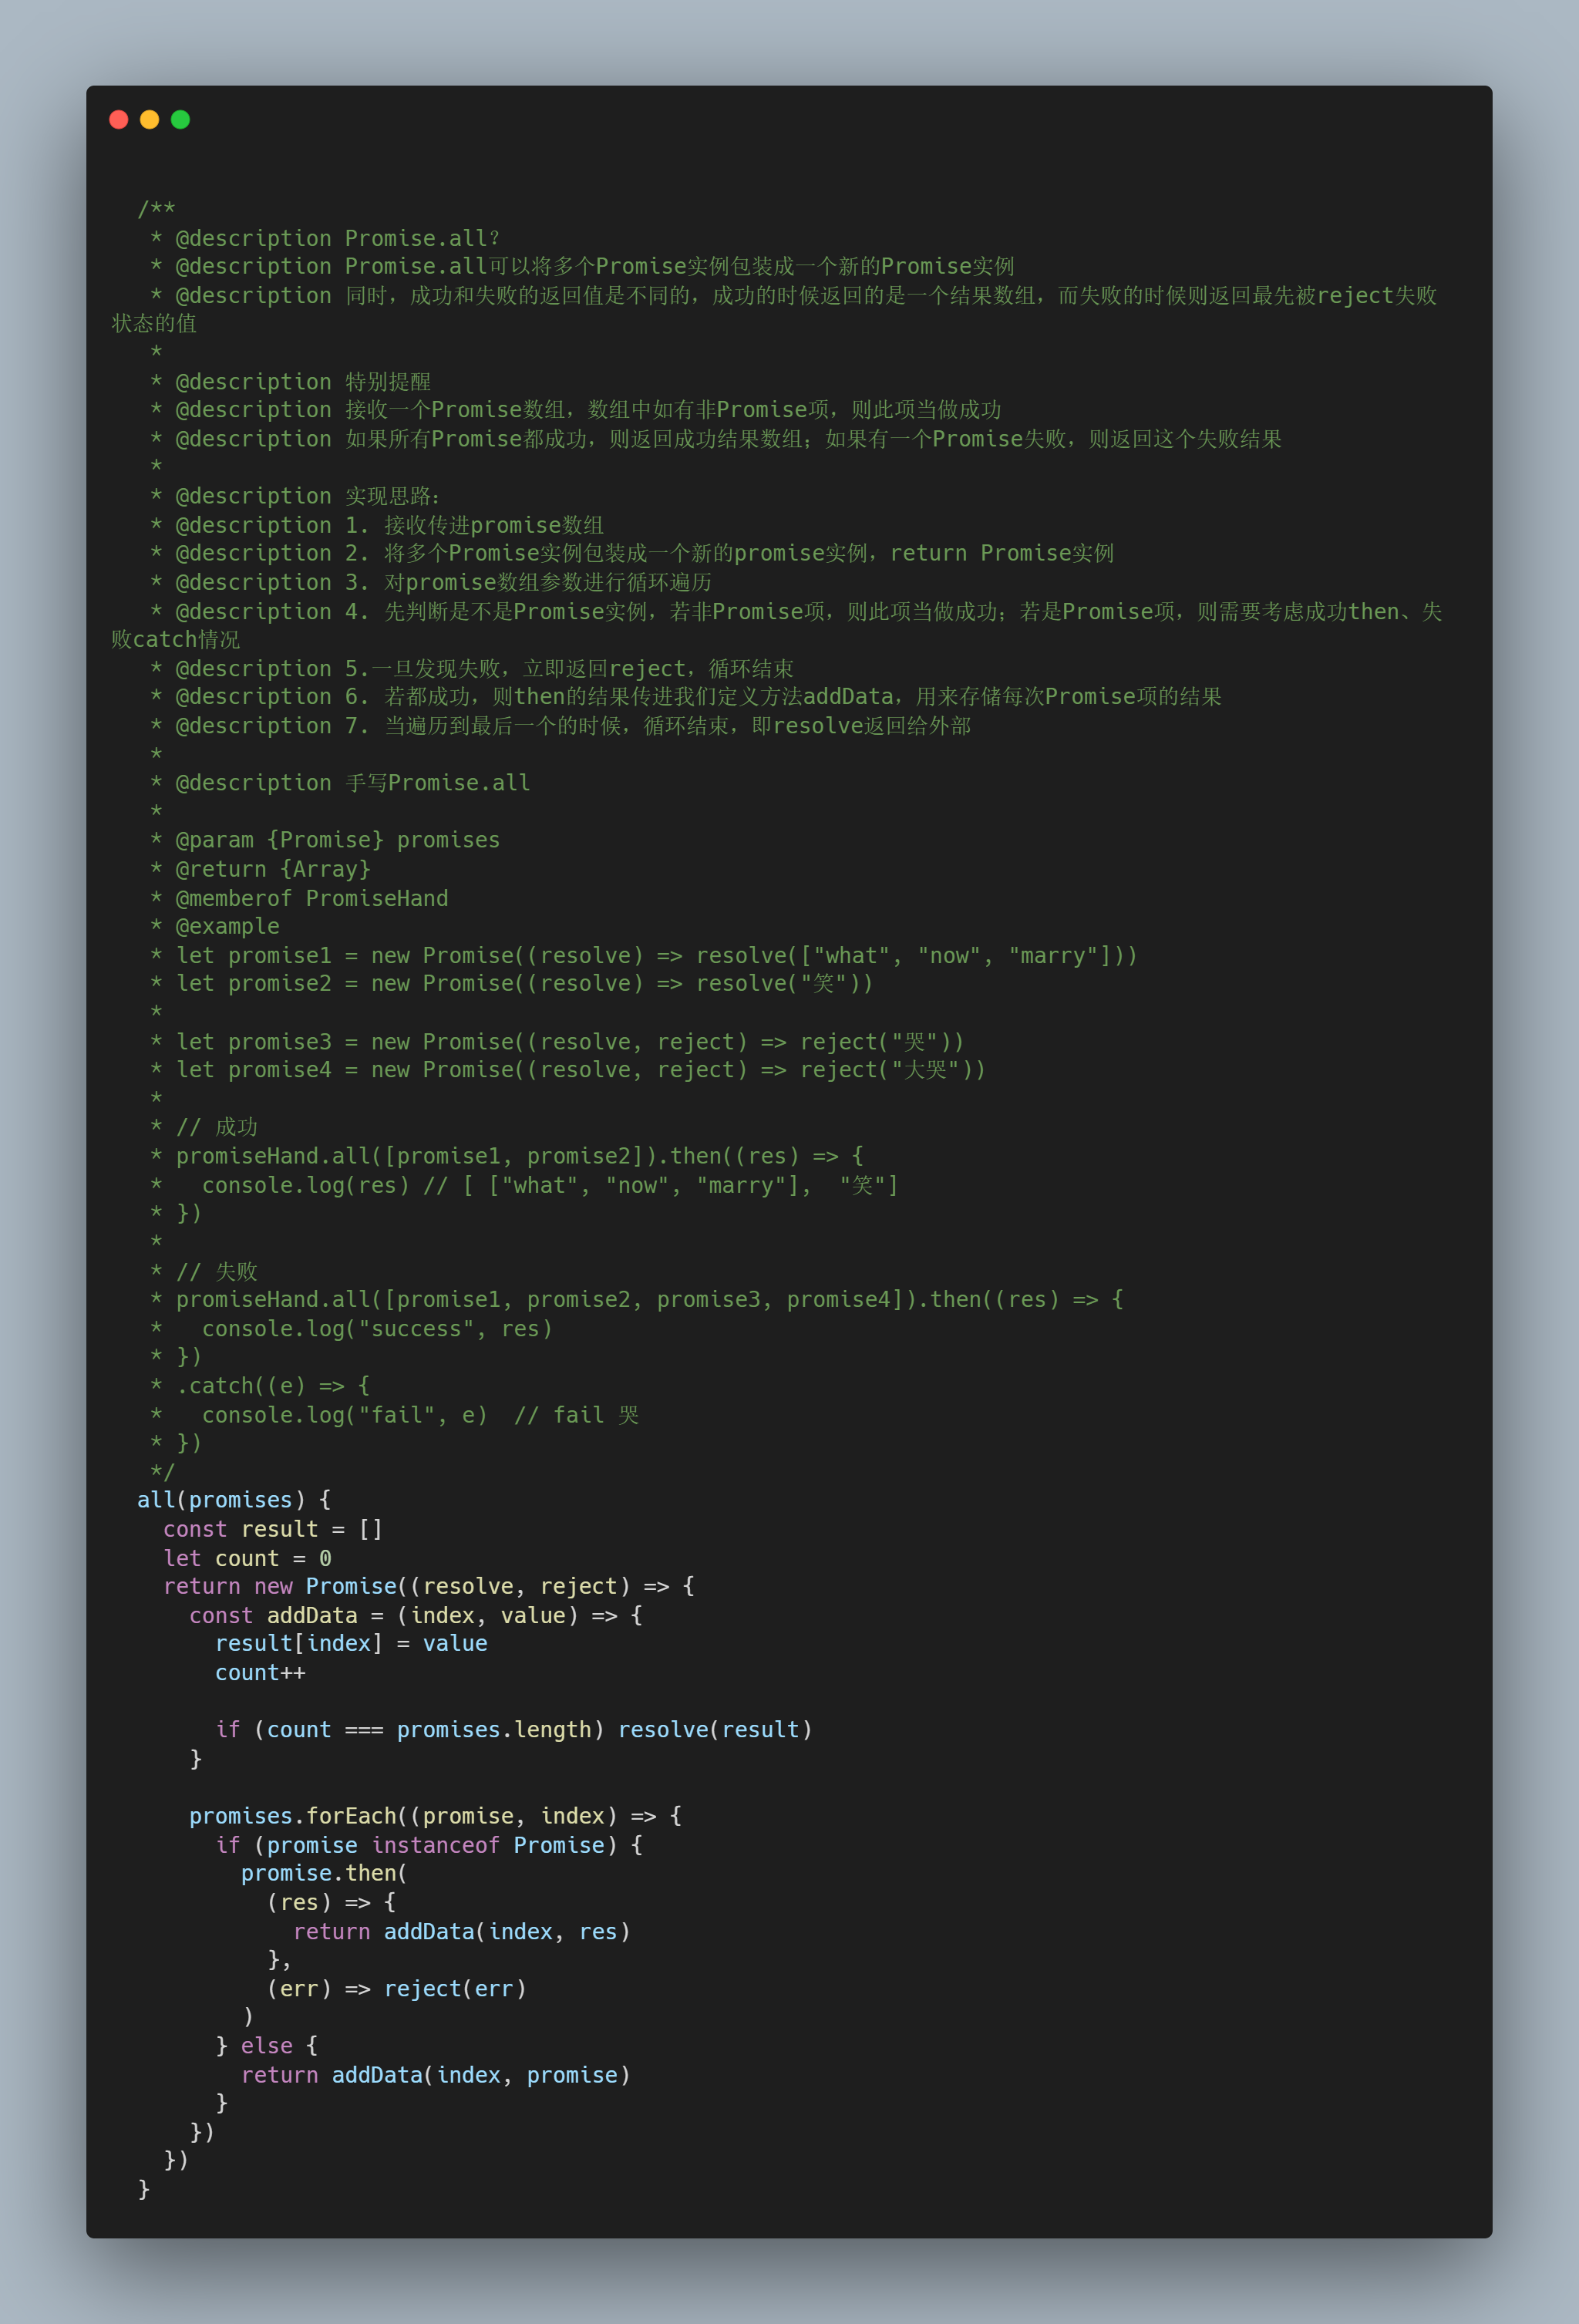 /**
 * @description Promise.all？
 * @description Promise.all可以将多个Promise实例包装成一个新的Promise实例
 * @description 同时，成功和失败的返回值是不同的，成功的时候返回的是一个结果数组，而失败的时候则返回最先被reject失败
状态的值
 *
 * @description 特别提醒
 * @description 接收一个Promise数组，数组中如有非Promise项，则此项当做成功
 * @description 如果所有Promise都成功，则返回成功结果数组；如果有一个Promise失败，则返回这个失败结果
 *
 * @description 实现思路：
 * @description 1. 接收传进promise数组
 * @description 2. 将多个Promise实例包装成一个新的promise实例，return Promise实例
 * @description 3. 对promise数组参数进行循环遍历
 * @description 4. 先判断是不是Promise实例，若非Promise项，则此项当做成功；若是Promise项，则需要考虑成功then、失
败catch情况
 * @description 5.一旦发现失败，立即返回reject，循环结束
 * @description 6. 若都成功，则then的结果传进我们定义方法addData，用来存储每次Promise项的结果
 * @description 7. 当遍历到最后一个的时候，循环结束，即resolve返回给外部
 *
 * @description 手写Promise.all
 *
 * @param {Promise} promises
 * @return {Array}
 * @memberof PromiseHand
 * @example
 * let promise1 = new Promise((resolve) => resolve(["what", "now", "marry"]))
 * let promise2 = new Promise((resolve) => resolve("笑"))
 *
 * let promise3 = new Promise((resolve, reject) => reject("哭"))
 * let promise4 = new Promise((resolve, reject) => reject("大哭"))
 *
 * // 成功
 * promiseHand.all([promise1, promise2]).then((res) => {
 *   console.log(res) // [ ["what", "now", "marry"],  "笑"]
 * })
 *
 * // 失败
 * promiseHand.all([promise1, promise2, promise3, promise4]).then((res) => {
 *   console.log("success", res)
 * })
 * .catch((e) => {
 *   console.log("fail", e)  // fail 哭
 * })
 */
all(promises) {
  const result = []
  let count = 0
  return new Promise((resolve, reject) => {
    const addData = (index, value) => {
      result[index] = value
      count++

      if (count === promises.length) resolve(result)
    }

    promises.forEach((promise, index) => {
      if (promise instanceof Promise) {
        promise.then(
          (res) => {
            return addData(index, res)
          },
          (err) => reject(err)
        )
      } else {
        return addData(index, promise)
      }
    })
  })
}